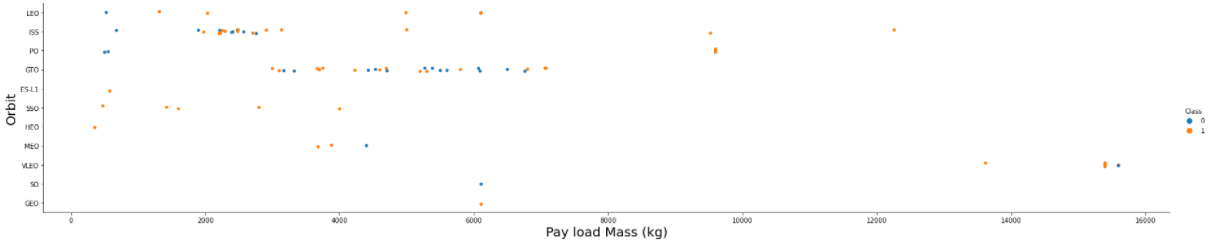 LEO
ISS
PO
GTO
ES-L1
SSO
HEO
MEO
VLEO
SO
GEO
Orbit
0 2000 4000 6000 8000 10000 12000 14000 16000
Pay load Mass (kg)
Class
0
1